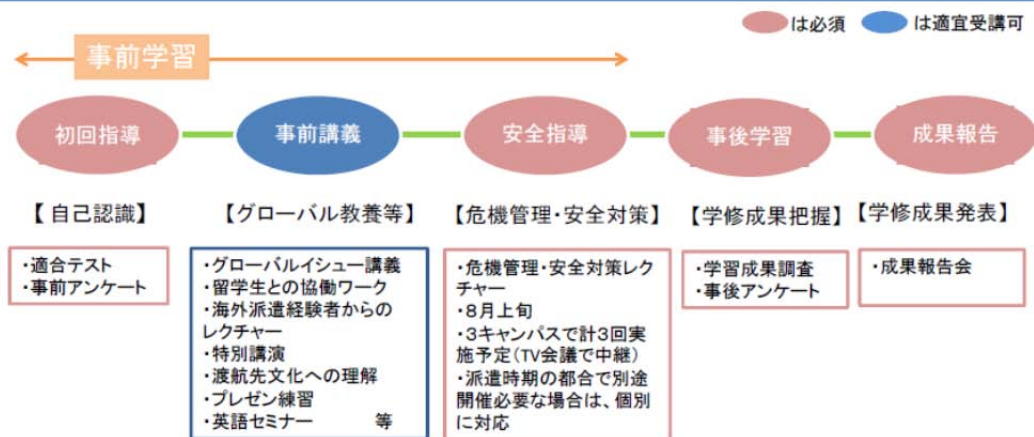 は必須 は適宜受講可
事前学習
初回指導
事前講義
安全指導
事後学習
成果報告
【自己認識】
【グローバル教養等】
【危機管理・安全対策】
【学修成果把握】
【学修成果発表】
・適合テスト
・事前アンケート
・グローバルイシュー講義
・留学生との協働ワーク
・海外派遣経験者からの
レクチャー
・特別講演
・渡航先文化への理解
・プレゼン練習
・英語セミナー 等
・危機管理・安全対策レク
チャー
・8月上旬
・3キャンパスで計3回実
施予定(TV会議で中継)
・派遣時期の都合で別途
開催必要な場合は、個別
に対応
・学習成果調査
・事後アンケート
・成果報告会